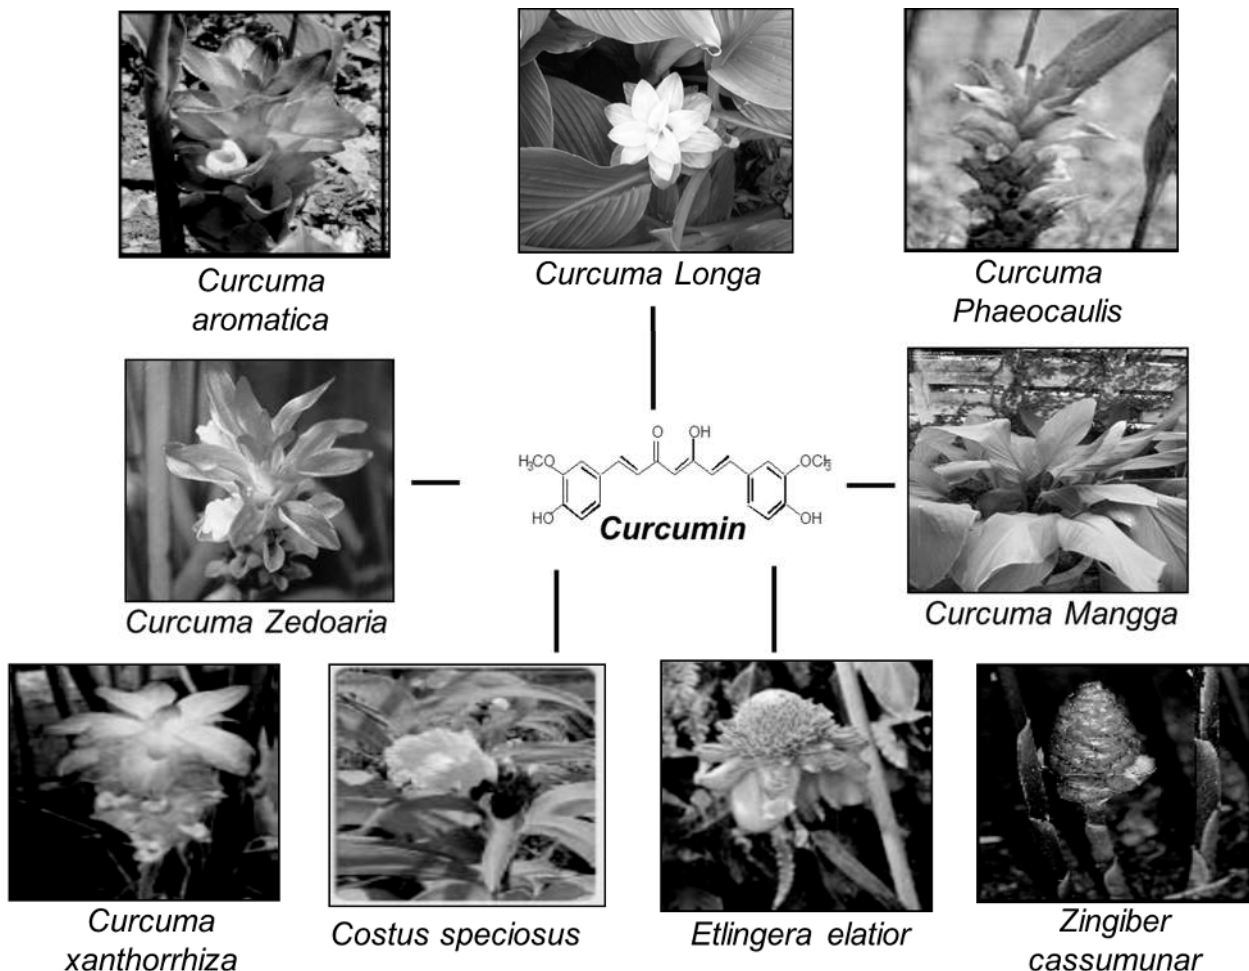 Curcuma
aromatica
Curcuma Longa
Curcuma
Phaeocaulis
Curcuma Zedoaria
O
OH
H₃CO
OCH₃
HO
OH
Curcumin
Curcuma Mangga
Curcuma
xanthorrhiza
Costus speciosus
Etlingera elatior
Zingiber
cassumunar